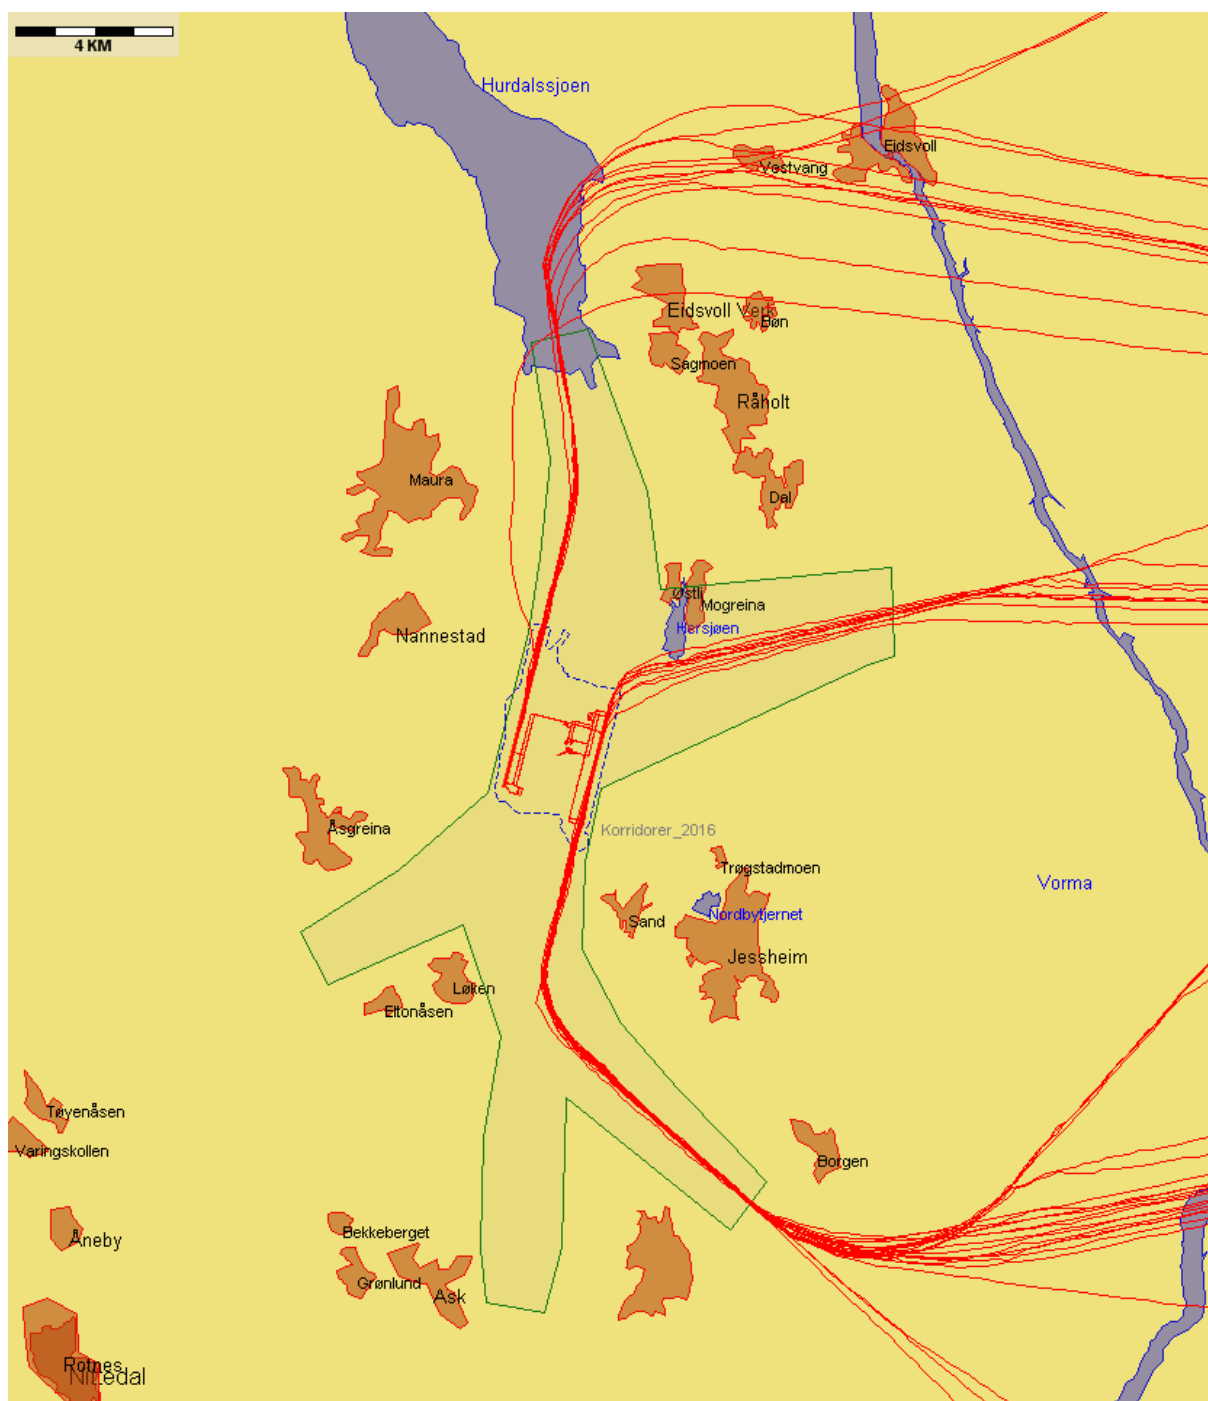 4 KM
Hurdalssjoen
Eidsvoll
Vestvang
Eidsvoll Verk
Bøn
Sagmoen
Råholt
Maura
Dal
Østli
Mogreina
Hersjøen
Nannestad
Åsgreina
Korridorer_2016
Trøgstadmoen
Vorma
Nordbytjernet
Sand
Jessheim
Løken
Eltonåsen
Tøyenåsen
Varingskollen
Borgen
Åneby
Bekkeberget
Grønlund
Ask
Rotnes
Nittedal